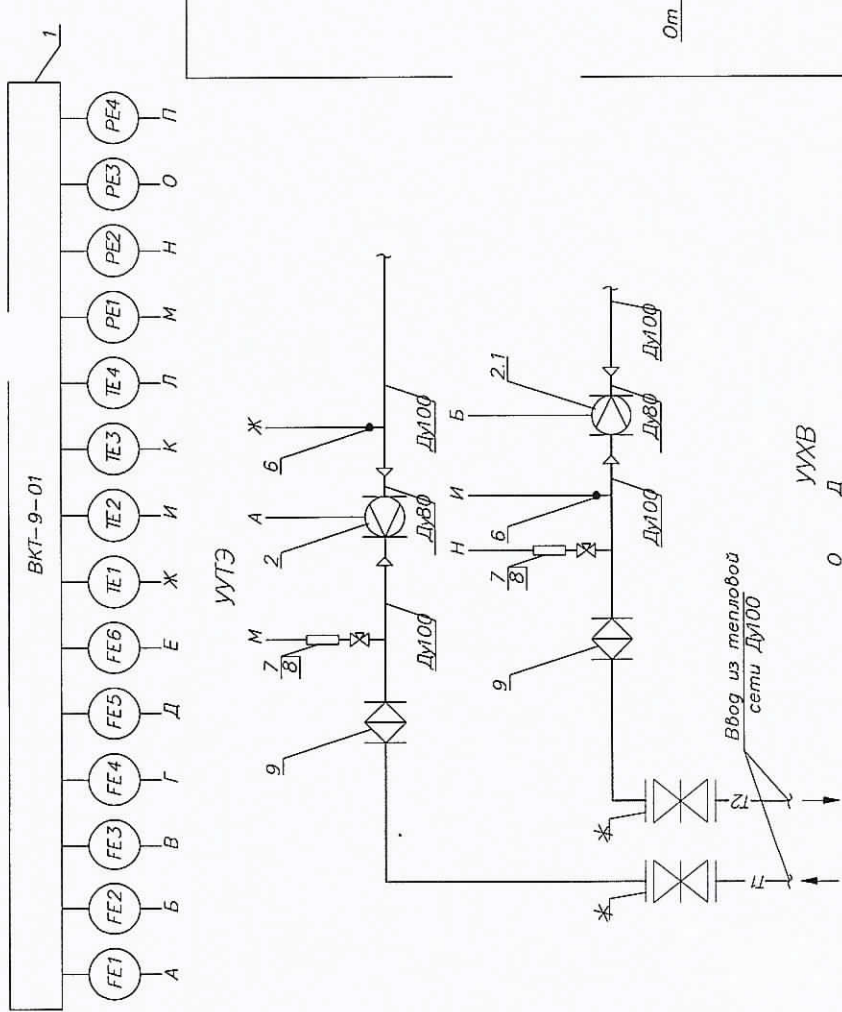 1
ВКТ-9-01
FE1 FE2 FE3 FE4 FE5 FE6 TE1 TE2 TE3 TE4 PE1 PE2 PE3 PE4
А Б В Г Д Е Ж И К Л М Н О П
От
УУТЭ
М А Ж
7
8
2
6
9
Ду100
Ду80
Ду100
Н И Б
7
8
6
2.1
9
Ду100
Ду80
Ду100
Ввод из тепловой
сети Ду100
Ж Ж
Т1 Т2
УУХВ
О Д